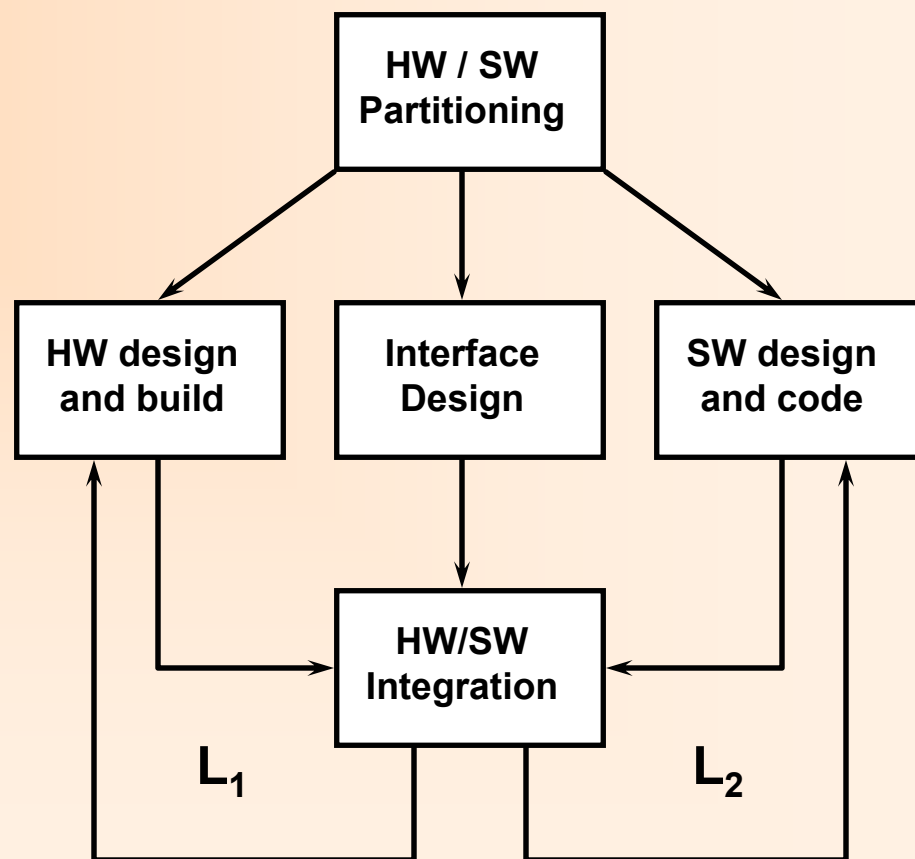 HW / SW
Partitioning
HW design
and build
Interface
Design
SW design
and code
HW/SW
Integration
L₁
L₂